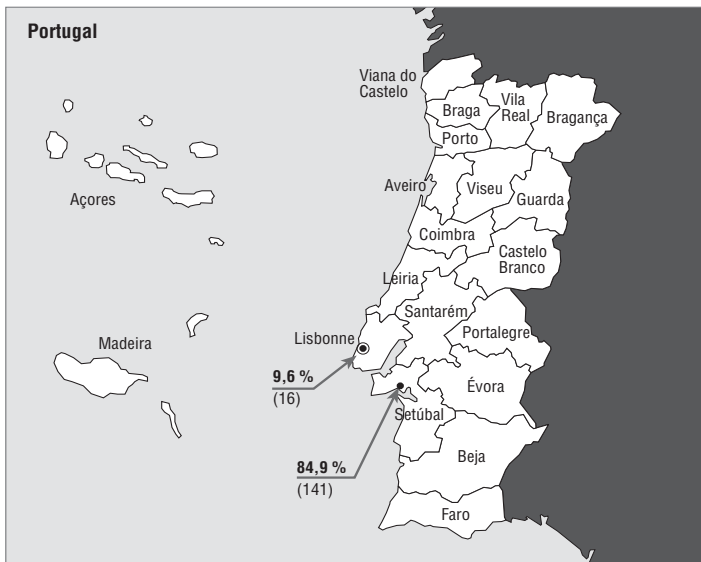 Portugal
Viana do
Castelo
Braga
Vila
Real
Bragança
Porto
Açores
Aveiro
Viseu
Guarda
Coimbra
Castelo
Branco
Leiria
Santarém
Madeira
Lisbonne
Portalegre
9,6 %
(16)
Évora
Setúbal
84,9 %
(141)
Beja
Faro